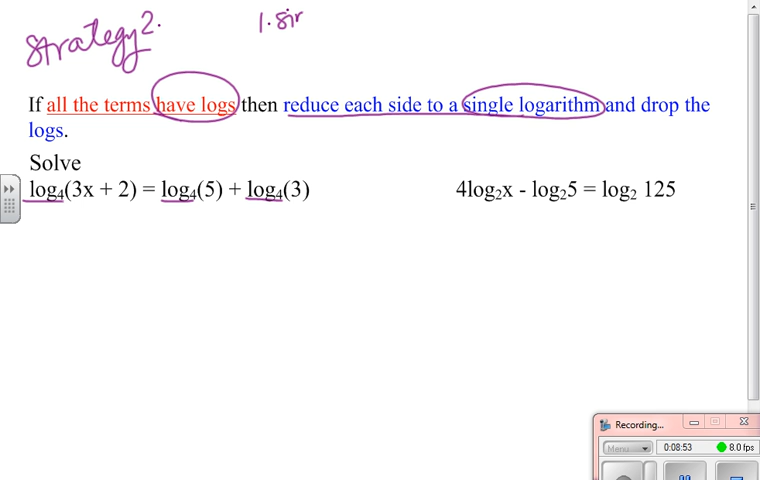 Strategy 2.
1. Sin
If all the terms have logs then reduce each side to a single logarithm and drop the
logs.
Solve
log₄(3x + 2) = log₄(5) + log₄(3)
4log₂x - log₂5 = log₂ 125
Recording...
Menu
0:08:53
8.0 fps